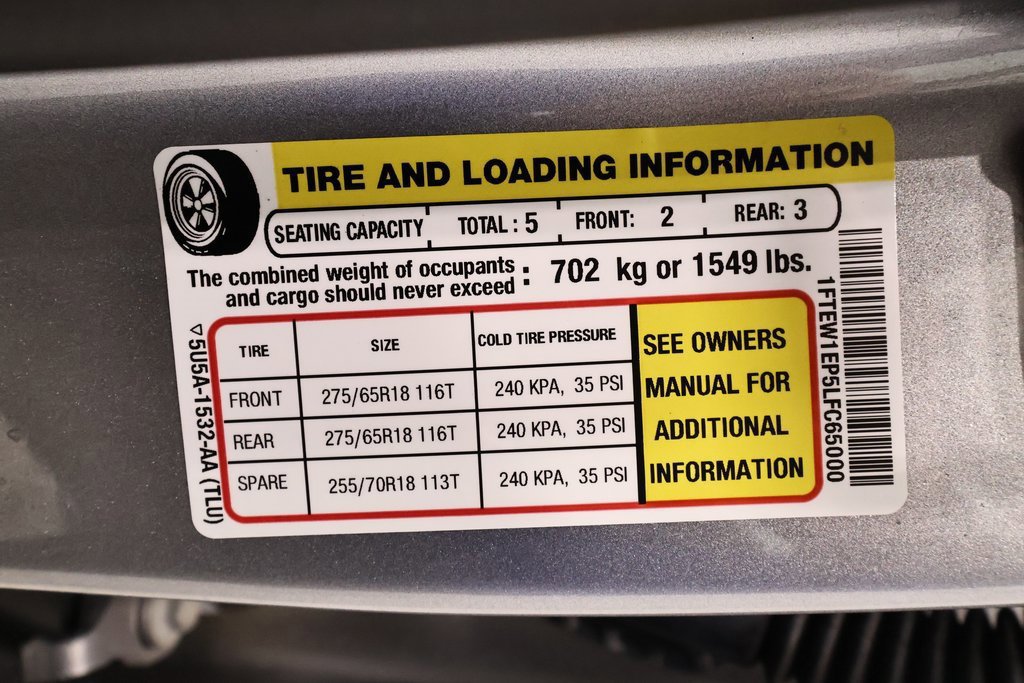 TIRE AND LOADING INFORMATION
SEATING CAPACITY TOTAL : 5 FRONT: 2 REAR: 3
The combined weight of occupants
and cargo should never exceed : 702 kg or 1549 lbs.
TIRE SIZE COLD TIRE PRESSURE
FRONT 275/65R18 116T 240 KPA, 35 PSI
REAR 275/65R18 116T 240 KPA, 35 PSI
SPARE 255/70R18 113T 240 KPA, 35 PSI
SEE OWNERS
MANUAL FOR
ADDITIONAL
INFORMATION
5U5A-1532-AA (TLU)
1FTEW1EP5LFC65000